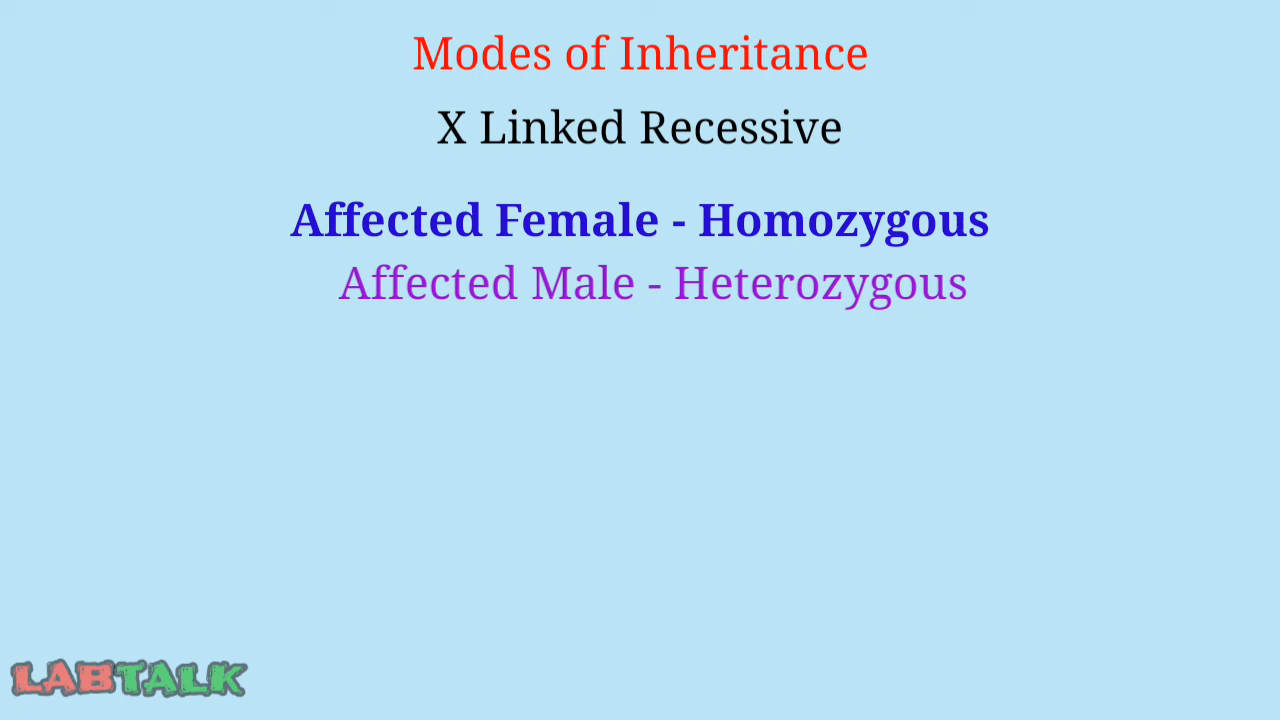 Modes of Inheritance
X Linked Recessive
Affected Female - Homozygous
Affected Male - Heterozygous
LABTALK